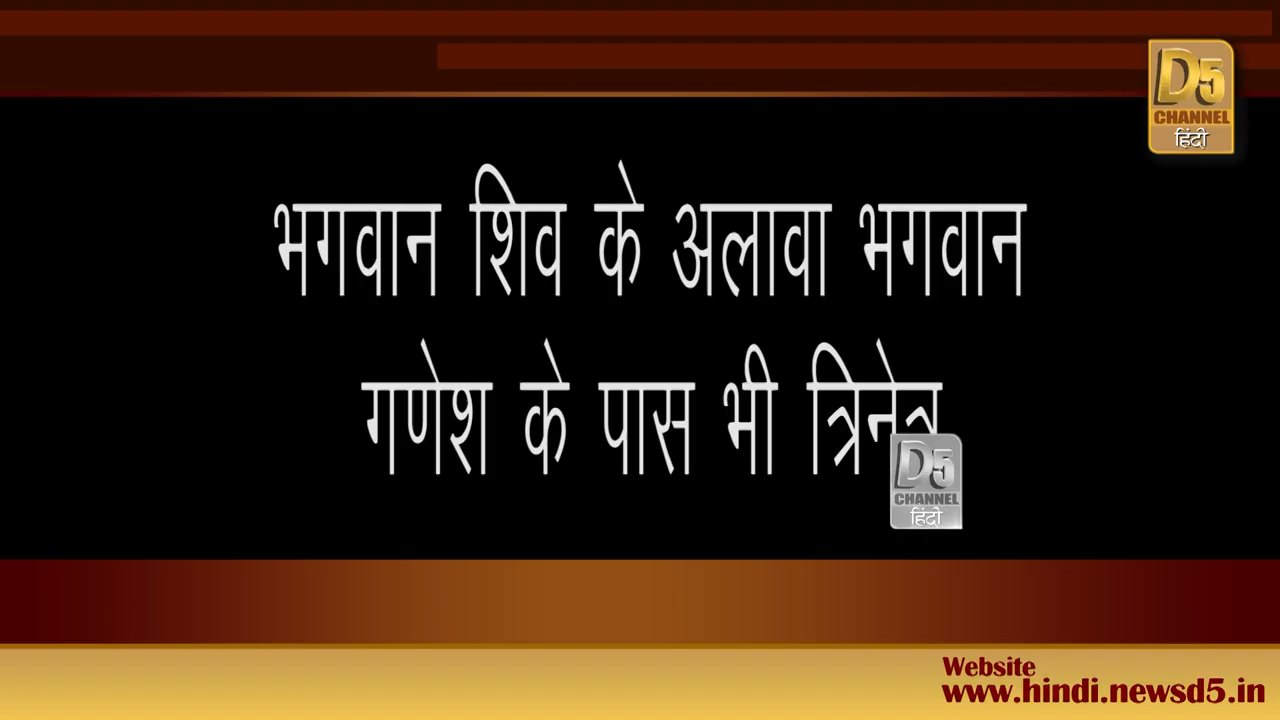 D5
CHANNEL
हिंदी
भगवान शिव के अलावा भगवान
गणेश के पास भी त्रिनेत्र
D5
CHANNEL
हिंदी
Website
www.hindi.newsd5.in